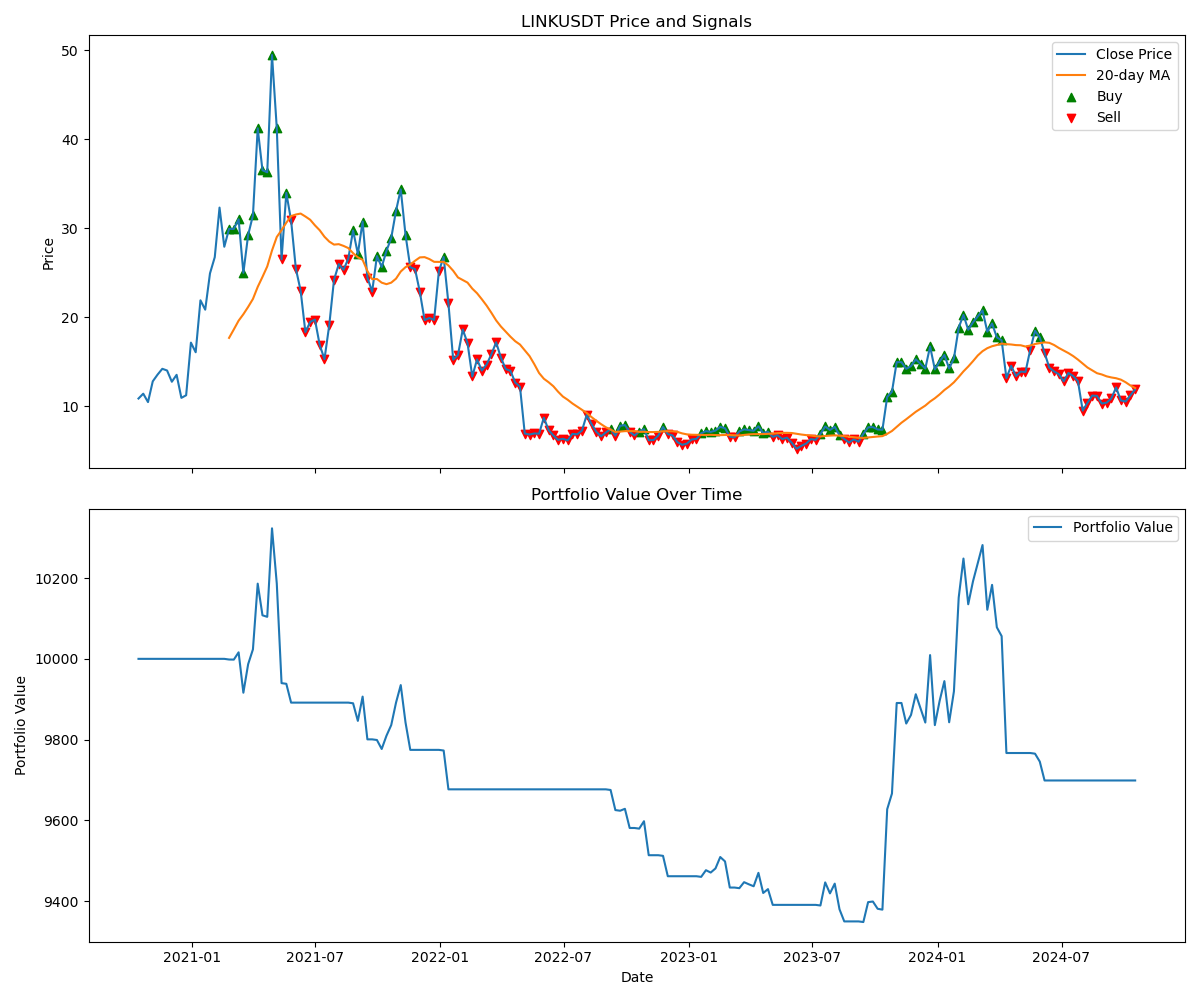 LINKUSDT Price and Signals
50
40
30
20
10
Price
Close Price
20-day MA
Buy
Sell
Portfolio Value Over Time
10200
10000
9800
9600
9400
Portfolio Value
Portfolio Value
2021-01
2021-07
2022-01
2022-07
2023-01
2023-07
2024-01
2024-07
Date